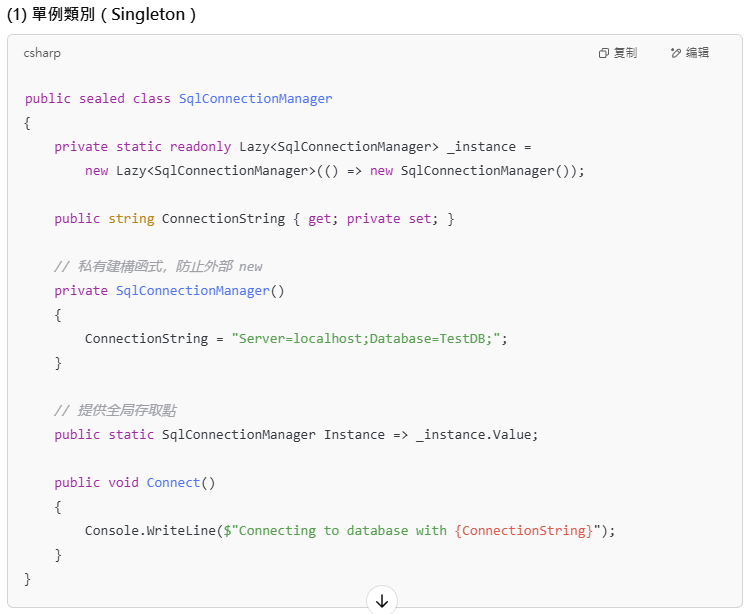 (1) 單例類別（Singleton）
csharp 复制 编辑
public sealed class SqlConnectionManager
{
    private static readonly Lazy<SqlConnectionManager> _instance =
        new Lazy<SqlConnectionManager>(() => new SqlConnectionManager());

    public string ConnectionString { get; private set; }

    // 私有建構函式，防止外部 new
    private SqlConnectionManager()
    {
        ConnectionString = "Server=localhost;Database=TestDB;";
    }

    // 提供全局存取點
    public static SqlConnectionManager Instance => _instance.Value;

    public void Connect()
    {
        Console.WriteLine($"Connecting to database with {ConnectionString}");
    }
}